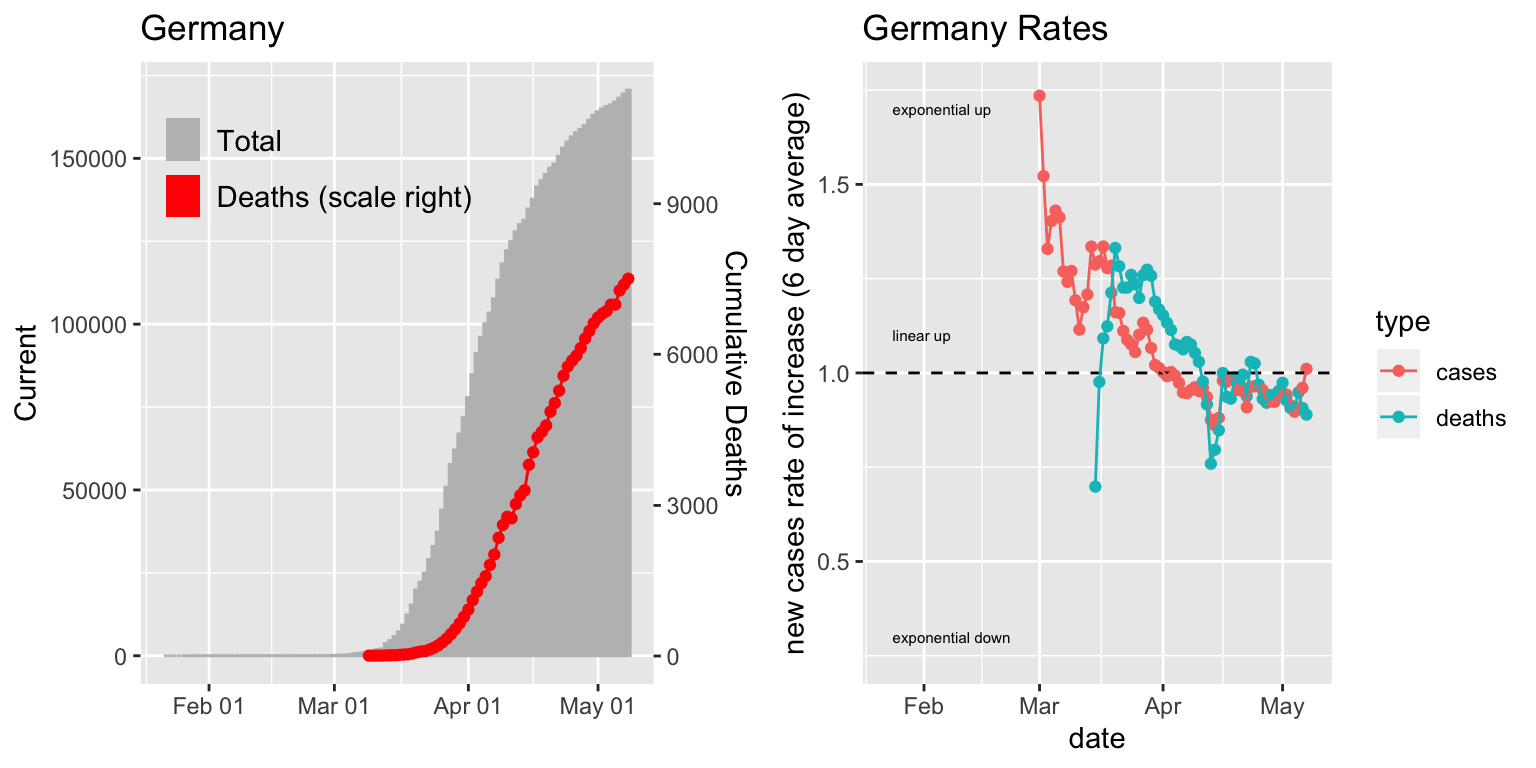 Germany
Current
150000
100000
50000
0
Total
Deaths (scale right)
9000
6000
3000
0
Cumulative Deaths
Feb 01
Mar 01
Apr 01
May 01
Germany Rates
new cases rate of increase (6 day average)
1.5
1.0
0.5
exponential up
linear up
exponential down
Feb
Mar
Apr
May
date
type
cases
deaths